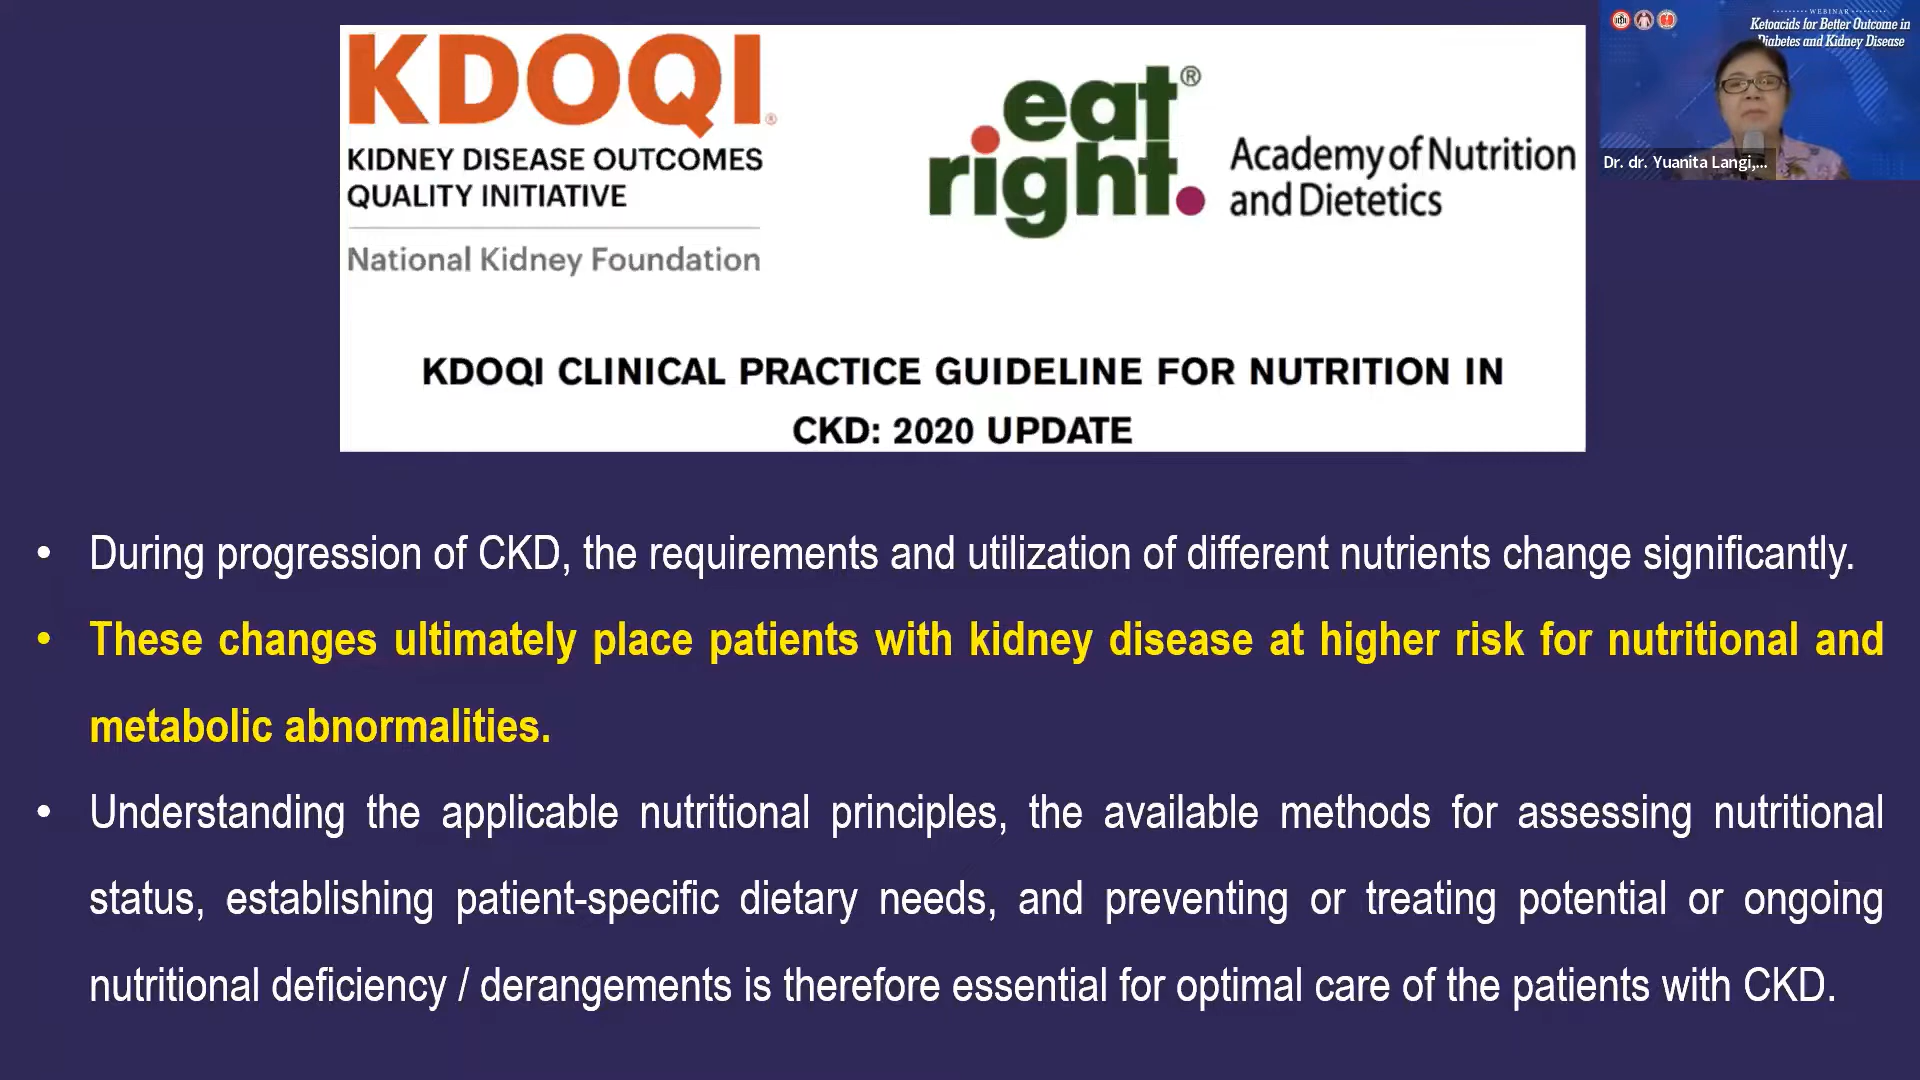 KDOQI®
KIDNEY DISEASE OUTCOMES
QUALITY INITIATIVE
National Kidney Foundation
eat®
right.
Academy of Nutrition
and Dietetics
KDOQI CLINICAL PRACTICE GUIDELINE FOR NUTRITION IN
CKD: 2020 UPDATE
WEBINAR
Ketoacids for Better Outcome in
Diabetes and Kidney Disease
Dr. dr. Yuanita Langi,...
• During progression of CKD, the requirements and utilization of different nutrients change significantly.
• These changes ultimately place patients with kidney disease at higher risk for nutritional and
metabolic abnormalities.
• Understanding the applicable nutritional principles, the available methods for assessing nutritional
status, establishing patient-specific dietary needs, and preventing or treating potential or ongoing
nutritional deficiency / derangements is therefore essential for optimal care of the patients with CKD.